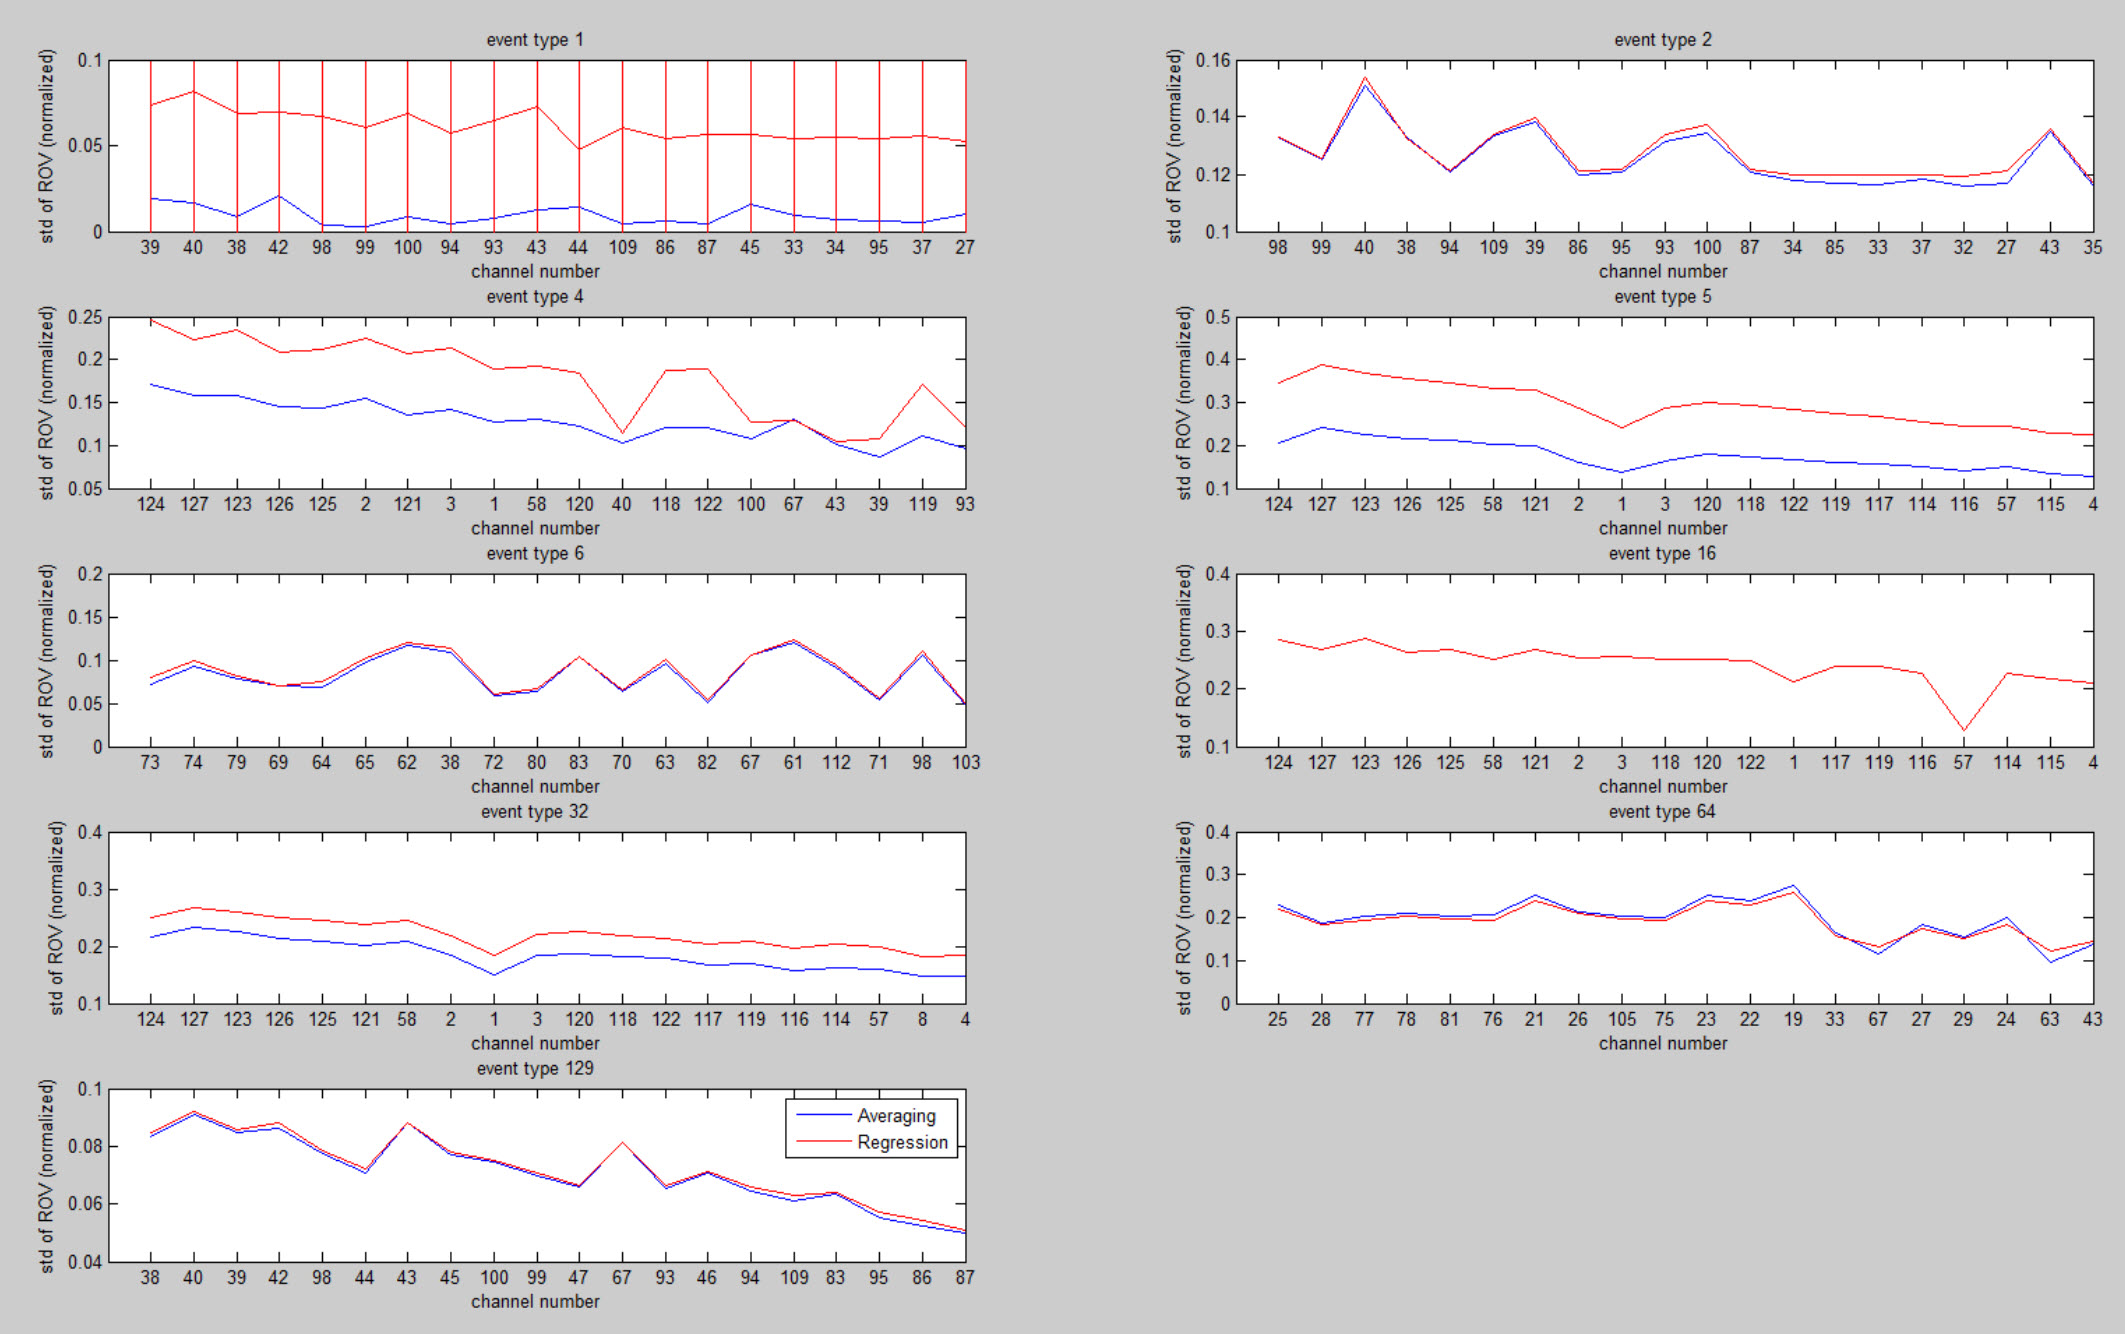 event type 1
std of ROV (normalized)
0.1
0.05
0
39 40 38 42 98 99 100 94 93 43 44 109 86 87 45 33 34 95 37 27
channel number
event type 2
std of ROV (normalized)
0.16
0.14
0.12
0.1
98 99 40 38 94 109 39 86 95 93 100 87 34 85 33 37 32 27 43 35
channel number
event type 4
std of ROV (normalized)
0.25
0.2
0.15
0.1
0.05
124 127 123 126 125 2 121 3 1 58 120 40 118 122 100 67 43 39 119 93
channel number
event type 5
std of ROV (normalized)
0.5
0.4
0.3
0.2
0.1
124 127 123 126 125 58 121 2 1 3 120 118 122 119 117 114 116 57 115 4
channel number
event type 6
std of ROV (normalized)
0.2
0.15
0.1
0.05
0
73 74 79 69 64 65 62 38 72 80 83 70 63 82 67 61 112 71 98 103
channel number
event type 16
std of ROV (normalized)
0.4
0.3
0.2
0.1
124 127 123 126 125 58 121 2 3 118 120 122 1 117 119 116 57 114 115 4
channel number
event type 32
std of ROV (normalized)
0.4
0.3
0.2
0.1
124 127 123 126 125 121 58 2 1 3 120 118 122 117 119 116 114 57 8 4
channel number
event type 64
std of ROV (normalized)
0.4
0.3
0.2
0.1
0
25 28 77 78 81 76 21 26 105 75 23 22 19 33 67 27 29 24 63 43
channel number
event type 129
std of ROV (normalized)
0.1
0.08
0.06
0.04
Averaging
Regression
38 40 39 42 98 44 43 45 100 99 47 67 93 46 94 109 83 95 86 87
channel number